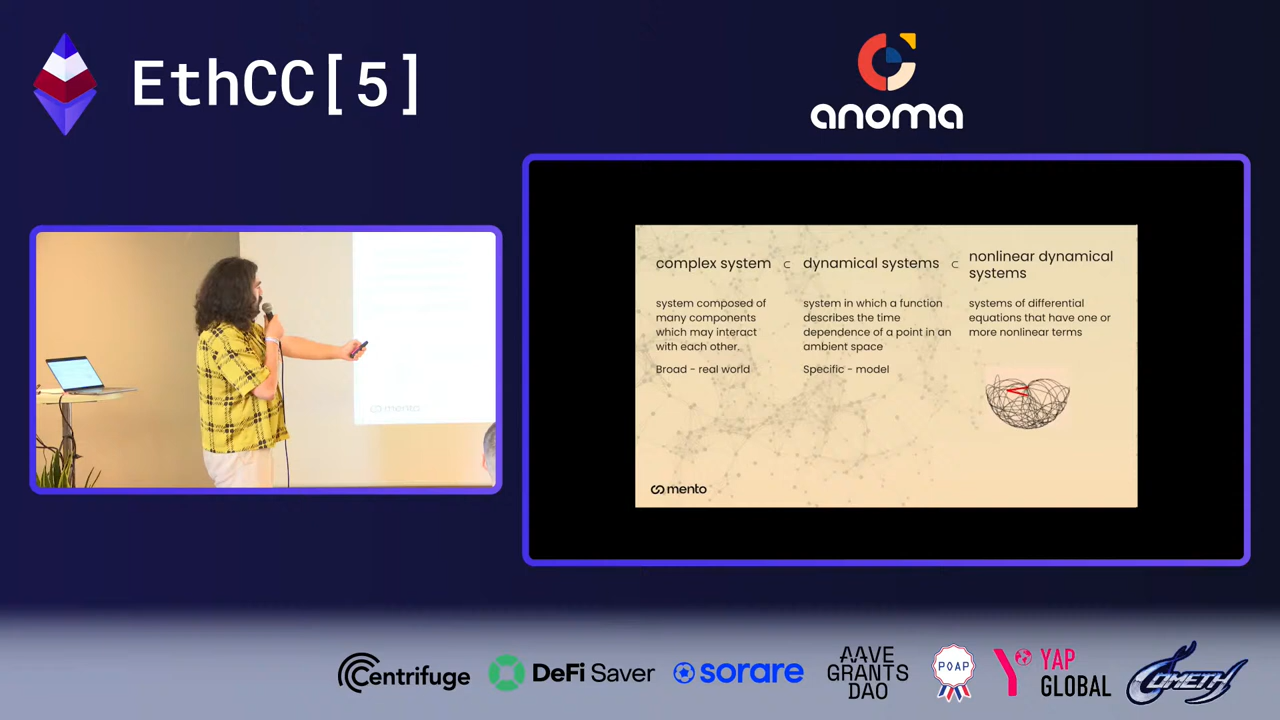 EthCC[5]
anoma
complex system ⊂ dynamical systems ⊂ nonlinear dynamical
systems
system composed of
many components
which may interact
with each other.
Broad - real world
system in which a function
describes the time
dependence of a point in an
ambient space
Specific - model
systems of differential
equations that have one or
more nonlinear terms
mento
mento
Centrifuge
DeFi Saver
sorare
AAVE
GRANTS
DAO
POAP
YAP
GLOBAL
COMETH